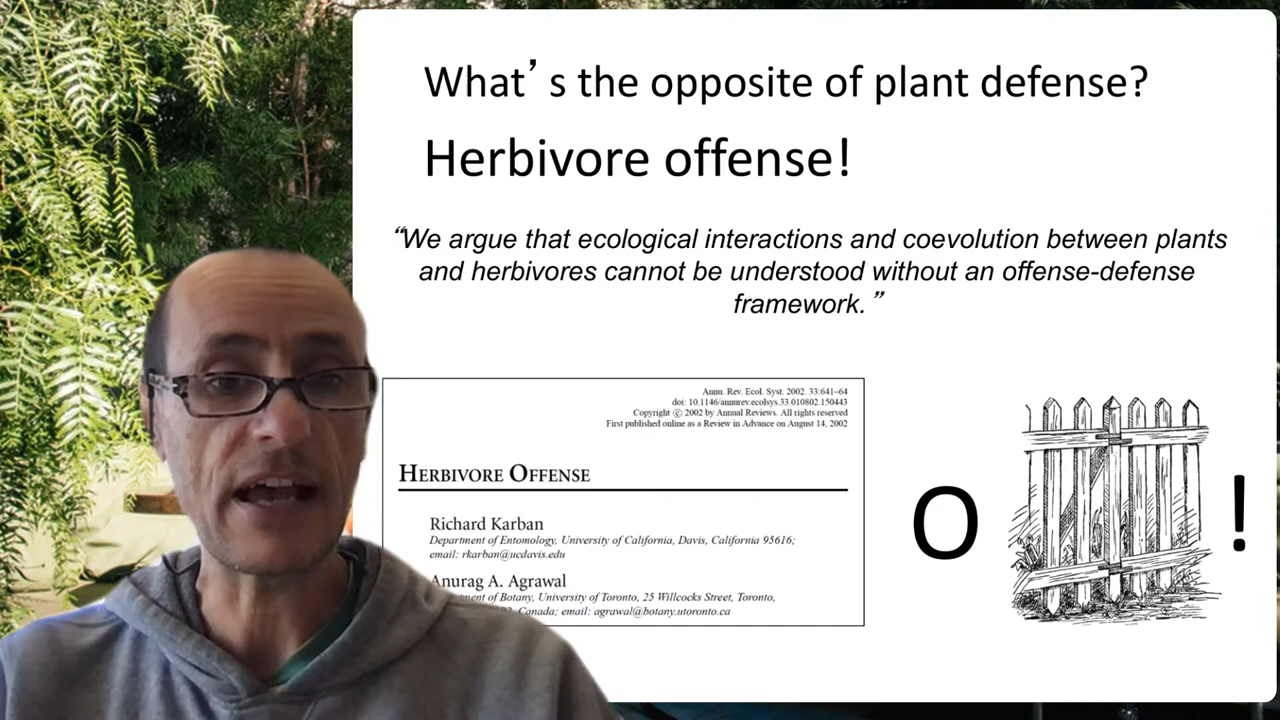 What's the opposite of plant defense?
Herbivore offense!
“We argue that ecological interactions and coevolution between plants
and herbivores cannot be understood without an offense-defense
framework.”
Annu. Rev. Ecol. Syst. 2002. 33:641–64
doi: 10.1146/annurev.ecolsys.33.010802.150443
Copyright © 2002 by Annual Reviews. All rights reserved
First published online as a Review in Advance on August 14, 2002
HERBIVORE OFFENSE
Richard Karban
Department of Entomology, University of California, Davis, California 95616;
email: rkarban@ucdavis.edu
Anurag A. Agrawal
of Botany, University of Toronto, 25 Willcocks Street, Toronto,
Canada; email: agrawal@botany.utoronto.ca
O !